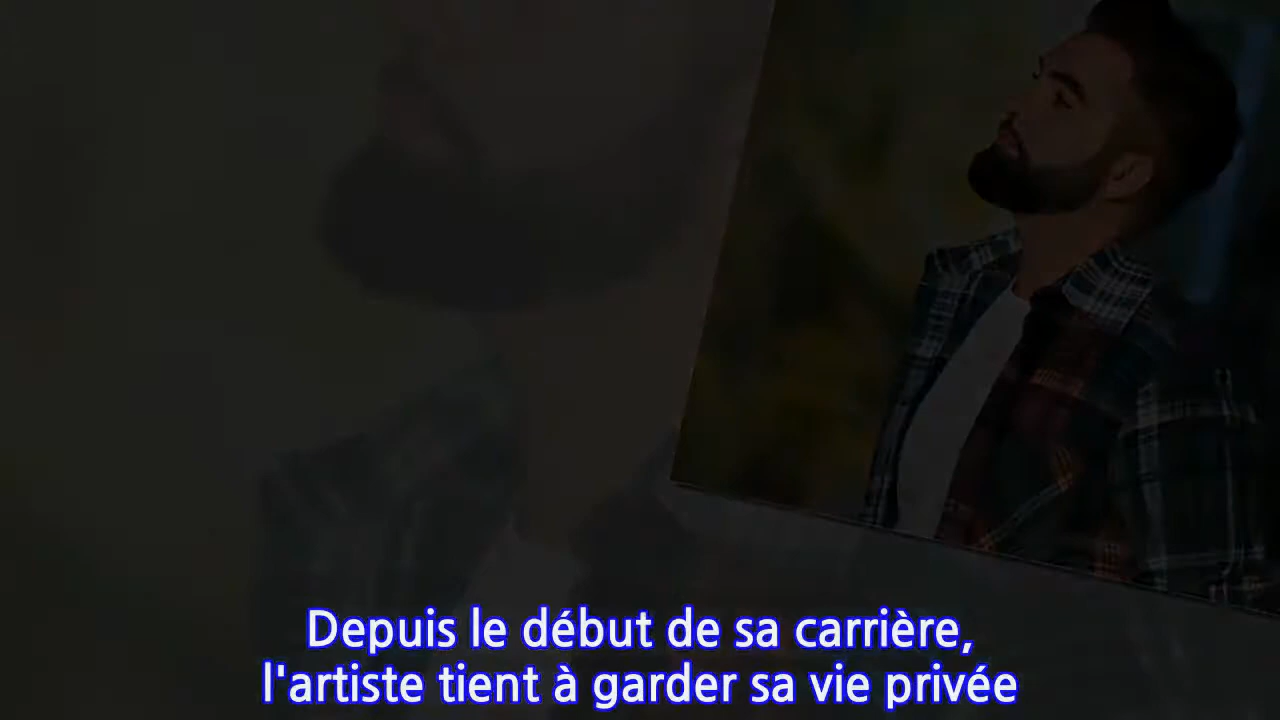 Depuis le début de sa carrière,
l'artiste tient à garder sa vie privée